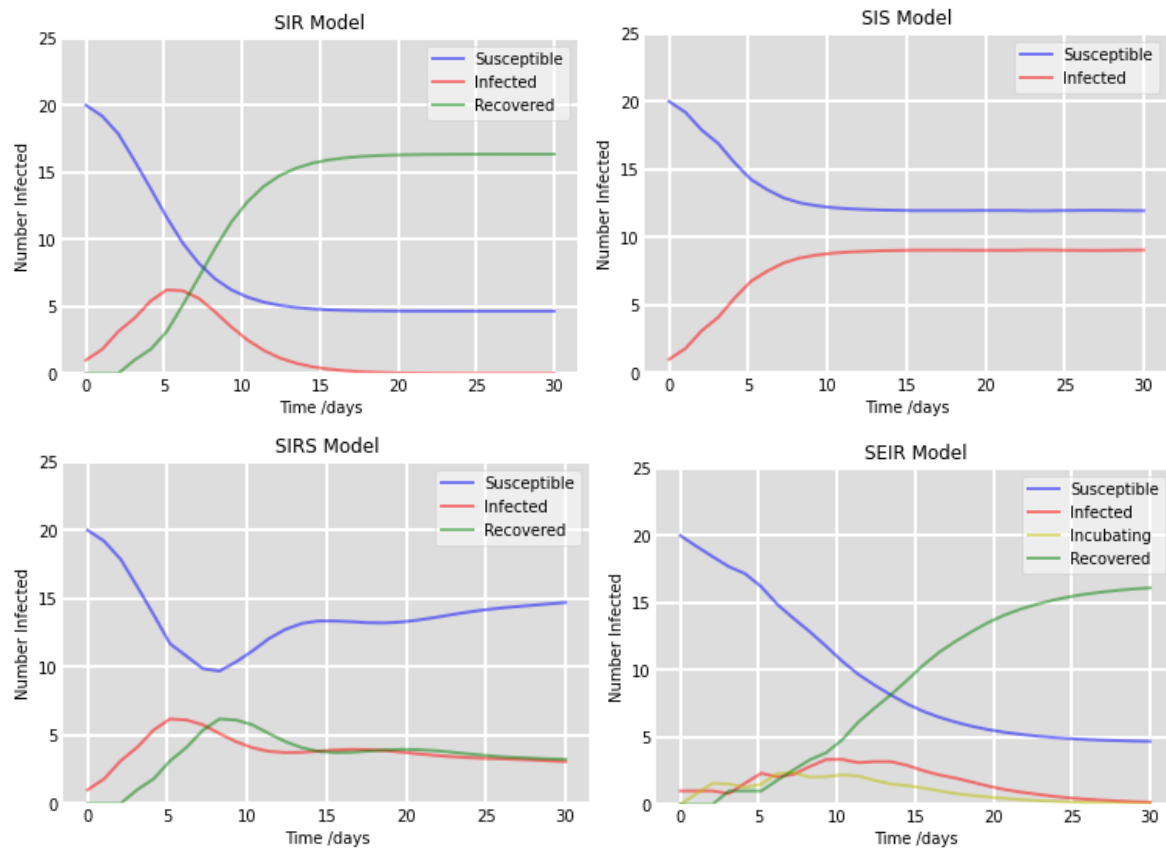 SIR Model
25
20
15
10
5
0
Number Infected
Susceptible
Infected
Recovered
0 5 10 15 20 25 30
Time /days
SIS Model
25
20
15
10
5
0
Number Infected
Susceptible
Infected
0 5 10 15 20 25 30
Time /days
SIRS Model
25
20
15
10
5
0
Number Infected
Susceptible
Infected
Recovered
0 5 10 15 20 25 30
Time /days
SEIR Model
25
20
15
10
5
0
Number Infected
Susceptible
Infected
Incubating
Recovered
0 5 10 15 20 25 30
Time /days